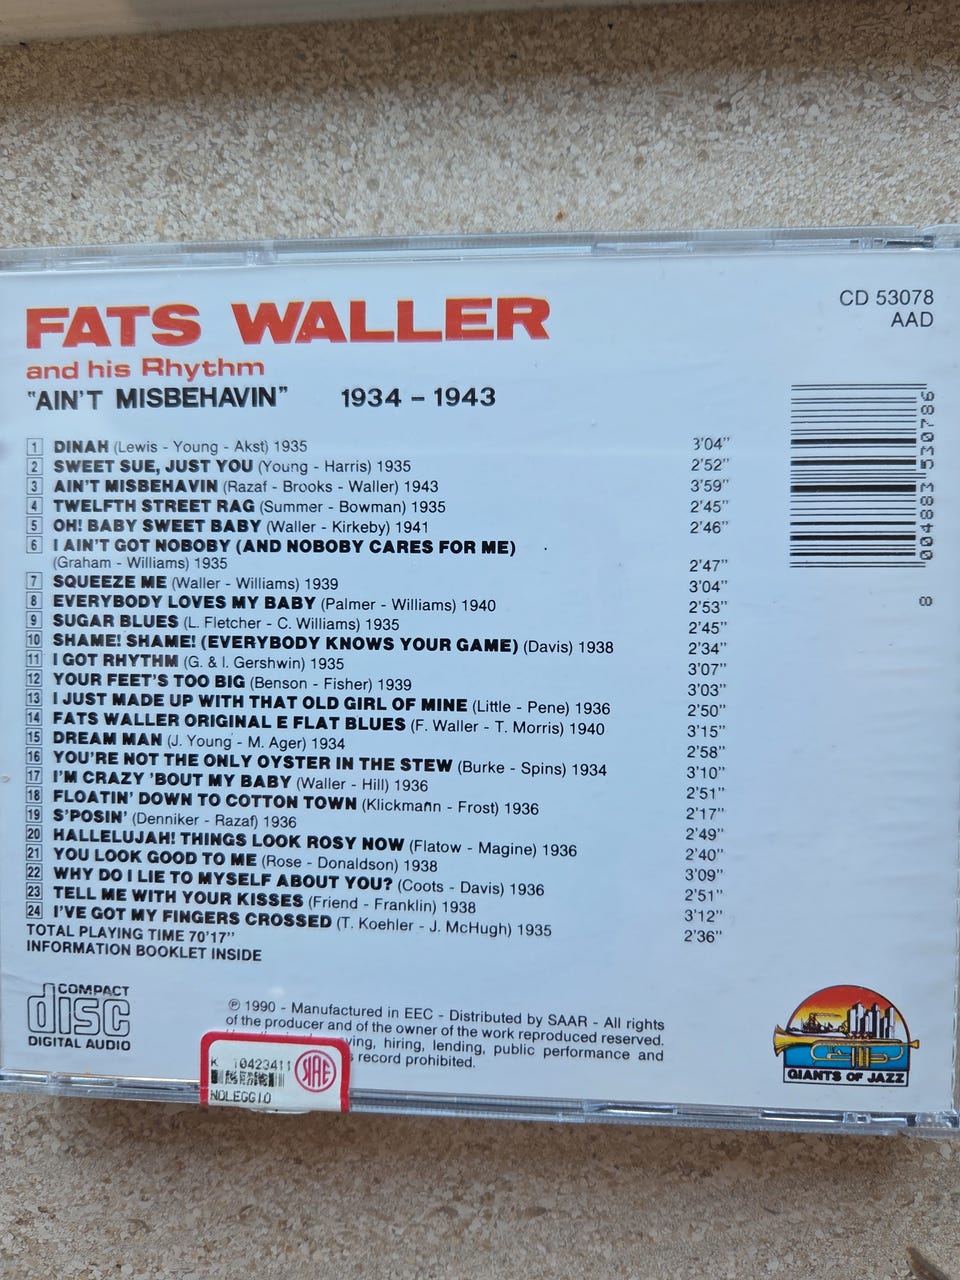 FATS WALLER
and his Rhythm
"AIN'T MISBEHAVIN" 1934 – 1943
CD 53078
AAD
1 DINAH (Lewis - Young - Akst) 1935 3'04"
2 SWEET SUE, JUST YOU (Young - Harris) 1935 2'52"
3 AIN'T MISBEHAVIN (Razaf - Brooks - Waller) 1943 3'59"
4 TWELFTH STREET RAG (Summer - Bowman) 1935 2'45"
5 OH! BABY SWEET BABY (Waller - Kirkeby) 1941 2'46"
6 I AIN'T GOT NOBOBY (AND NOBOBY CARES FOR ME)
(Graham - Williams) 1935 2'47"
7 SQUEEZE ME (Waller - Williams) 1939 3'04"
8 EVERYBODY LOVES MY BABY (Palmer - Williams) 1940 2'53"
9 SUGAR BLUES (L. Fletcher - C. Williams) 1935 2'45"
10 SHAME! SHAME! (EVERYBODY KNOWS YOUR GAME) (Davis) 1938 2'34"
11 I GOT RHYTHM (G. & I. Gershwin) 1935 3'07"
12 YOUR FEET'S TOO BIG (Benson - Fisher) 1939 3'03"
13 I JUST MADE UP WITH THAT OLD GIRL OF MINE (Little - Pene) 1936 2'50"
14 FATS WALLER ORIGINAL E FLAT BLUES (F. Waller - T. Morris) 1940 3'15"
15 DREAM MAN (J. Young - M. Ager) 1934 2'58"
16 YOU'RE NOT THE ONLY OYSTER IN THE STEW (Burke - Spins) 1934 3'10"
17 I'M CRAZY 'BOUT MY BABY (Waller - Hill) 1936 2'51"
18 FLOATIN' DOWN TO COTTON TOWN (Klickmann - Frost) 1936 2'17"
19 S'POSIN' (Denniker - Razaf) 1936 2'49"
20 HALLELUJAH! THINGS LOOK ROSY NOW (Flatow - Magine) 1936 2'40"
21 YOU LOOK GOOD TO ME (Rose - Donaldson) 1938 3'09"
22 WHY DO I LIE TO MYSELF ABOUT YOU? (Coots - Davis) 1936 2'51"
23 TELL ME WITH YOUR KISSES (Friend - Franklin) 1938 3'12"
24 I'VE GOT MY FINGERS CROSSED (T. Koehler - J. McHugh) 1935 2'36"
TOTAL PLAYING TIME 70'17"
INFORMATION BOOKLET INSIDE
8 004883 530786
COMPACT
disc
DIGITAL AUDIO
℗ 1990 - Manufactured in EEC - Distributed by SAAR - All rights
of the producer and of the owner of the work reproduced reserved.
hiring, lending, public performance and
record prohibited.
K 10423411
NOLEGGIO
GIANTS OF JAZZ